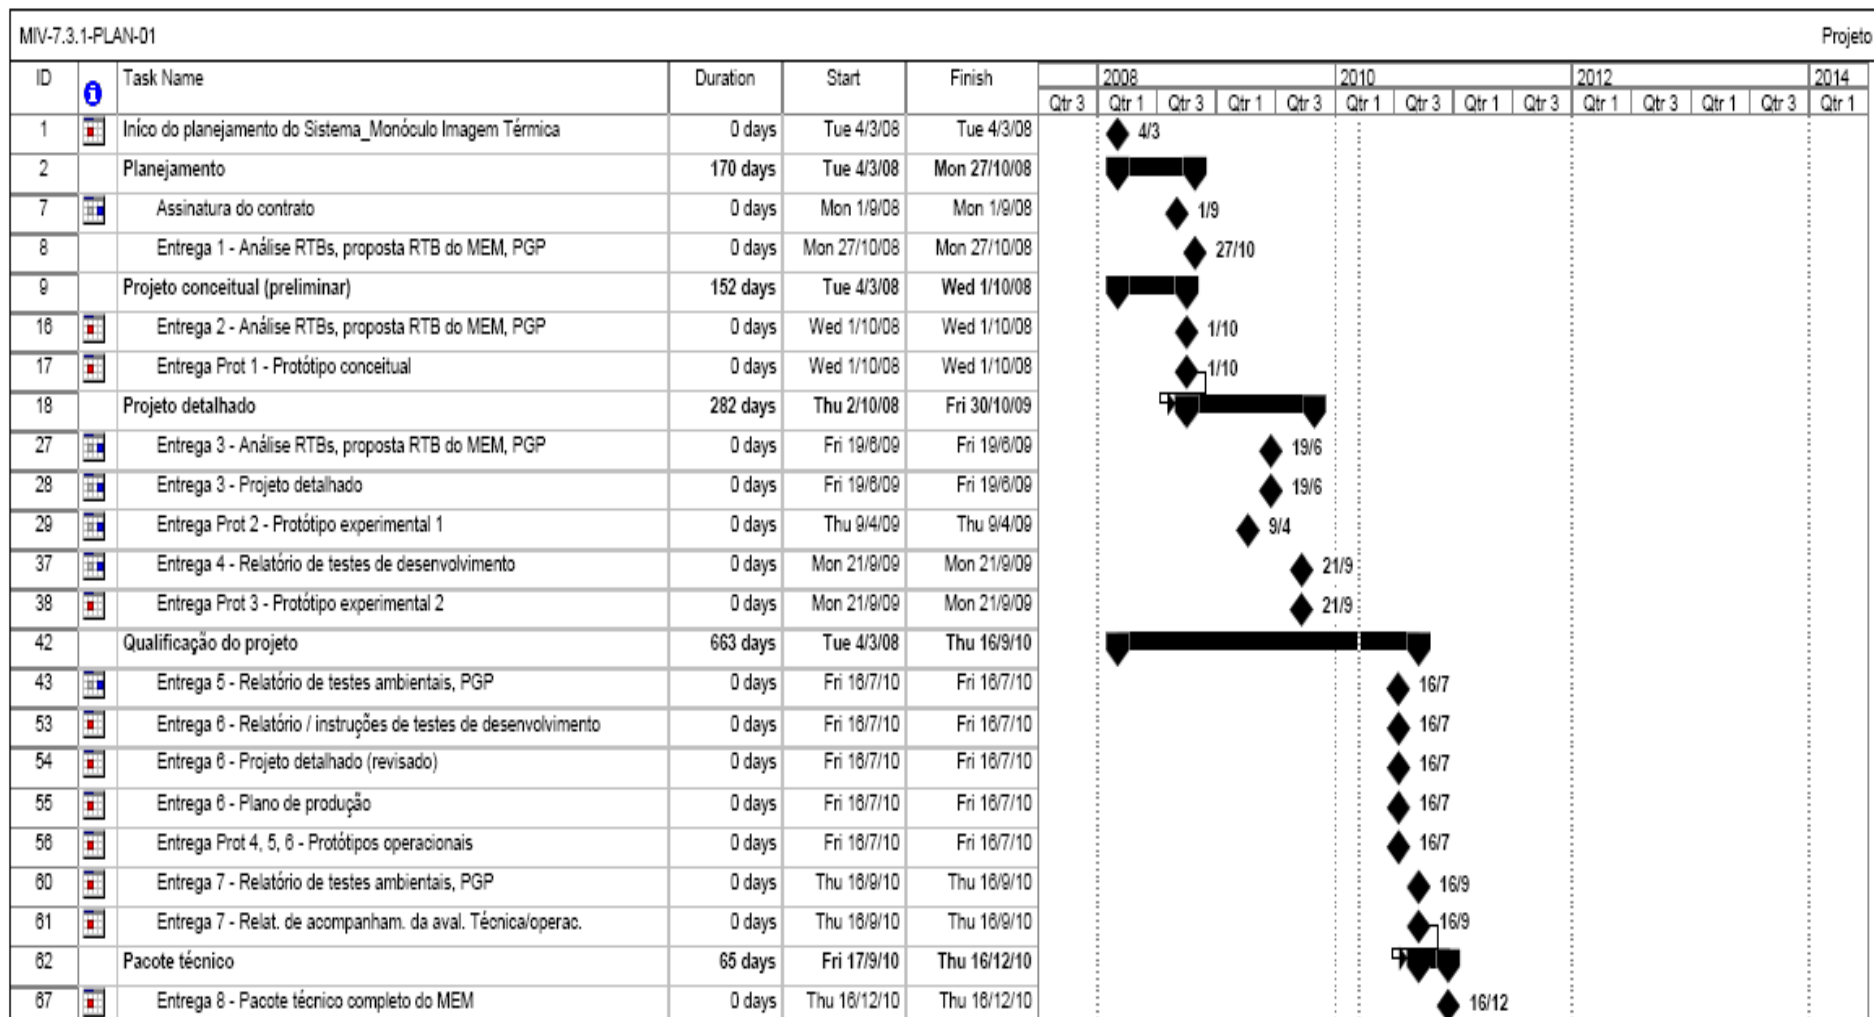 MIV-7.3.1-PLAN-01 Projeto
ID Task Name Duration Start Finish 2008 2010 2012 2014
Qtr 3 Qtr 1 Qtr 3 Qtr 1 Qtr 3 Qtr 1 Qtr 3 Qtr 1 Qtr 3 Qtr 1 Qtr 3 Qtr 1 Qtr 3 Qtr 1
1 Iníco do planejamento do Sistema_Monóculo Imagem Térmica 0 days Tue 4/3/08 Tue 4/3/08 4/3
2 Planejamento 170 days Tue 4/3/08 Mon 27/10/08
7 Assinatura do contrato 0 days Mon 1/9/08 Mon 1/9/08 1/9
8 Entrega 1 - Análise RTBs, proposta RTB do MEM, PGP 0 days Mon 27/10/08 Mon 27/10/08 27/10
9 Projeto conceitual (preliminar) 152 days Tue 4/3/08 Wed 1/10/08
16 Entrega 2 - Análise RTBs, proposta RTB do MEM, PGP 0 days Wed 1/10/08 Wed 1/10/08 1/10
17 Entrega Prot 1 - Protótipo conceitual 0 days Wed 1/10/08 Wed 1/10/08 1/10
18 Projeto detalhado 282 days Thu 2/10/08 Fri 30/10/09
27 Entrega 3 - Análise RTBs, proposta RTB do MEM, PGP 0 days Fri 19/6/09 Fri 19/6/09 19/6
28 Entrega 3 - Projeto detalhado 0 days Fri 19/6/09 Fri 19/6/09 19/6
29 Entrega Prot 2 - Protótipo experimental 1 0 days Thu 9/4/09 Thu 9/4/09 9/4
37 Entrega 4 - Relatório de testes de desenvolvimento 0 days Mon 21/9/09 Mon 21/9/09 21/9
38 Entrega Prot 3 - Protótipo experimental 2 0 days Mon 21/9/09 Mon 21/9/09 21/9
42 Qualificação do projeto 663 days Tue 4/3/08 Thu 16/9/10
43 Entrega 5 - Relatório de testes ambientais, PGP 0 days Fri 16/7/10 Fri 16/7/10 16/7
53 Entrega 6 - Relatório / instruções de testes de desenvolvimento 0 days Fri 16/7/10 Fri 16/7/10 16/7
54 Entrega 6 - Projeto detalhado (revisado) 0 days Fri 16/7/10 Fri 16/7/10 16/7
55 Entrega 6 - Plano de produção 0 days Fri 16/7/10 Fri 16/7/10 16/7
56 Entrega Prot 4, 5, 6 - Protótipos operacionais 0 days Fri 16/7/10 Fri 16/7/10 16/7
60 Entrega 7 - Relatório de testes ambientais, PGP 0 days Thu 16/9/10 Thu 16/9/10 16/9
61 Entrega 7 - Relat. de acompanham. da aval. Técnica/operac. 0 days Thu 16/9/10 Thu 16/9/10 16/9
62 Pacote técnico 65 days Fri 17/9/10 Thu 16/12/10
67 Entrega 8 - Pacote técnico completo do MEM 0 days Thu 16/12/10 Thu 16/12/10 16/12